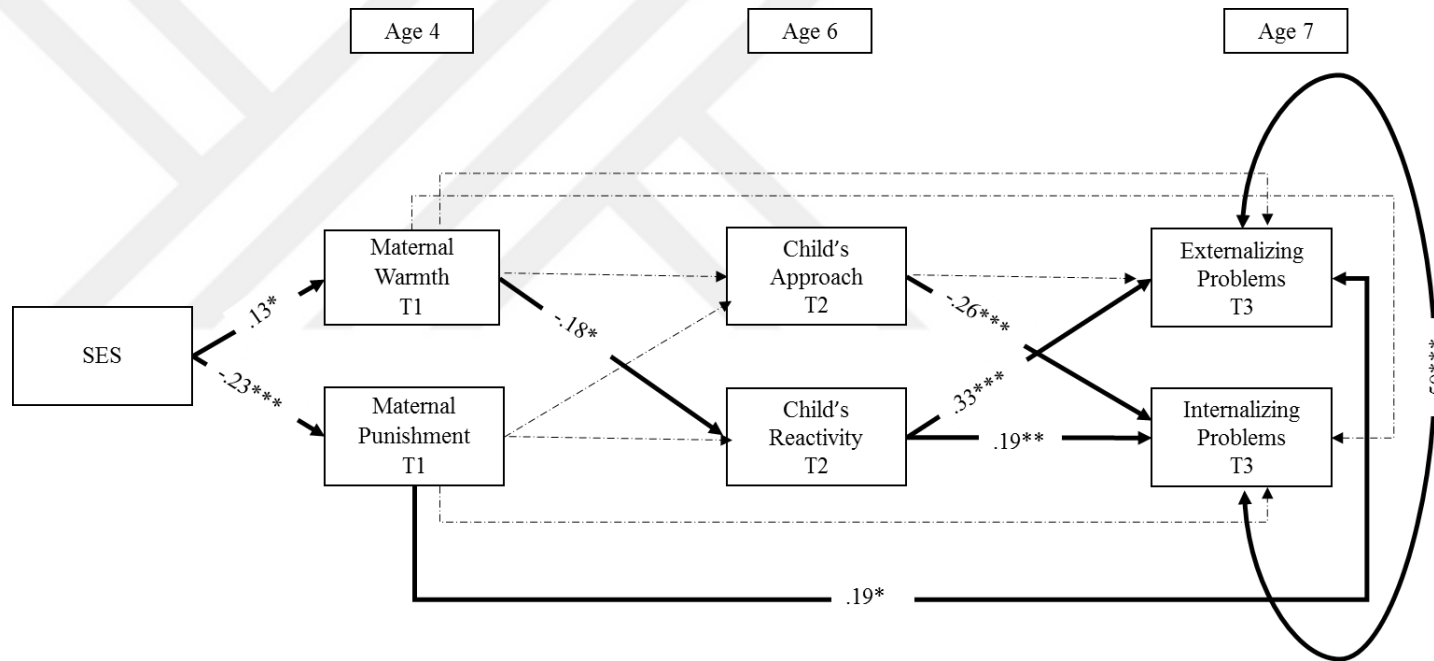 Age 4
Age 6
Age 7
Maternal
Warmth
T1
Child's
Approach
T2
Externalizing
Problems
T3
.13*
-.18*
-.26***
SES
-.23***
.33***
Maternal
Punishment
T1
Child's
Reactivity
T2
.19**
Internalizing
Problems
T3
.19*